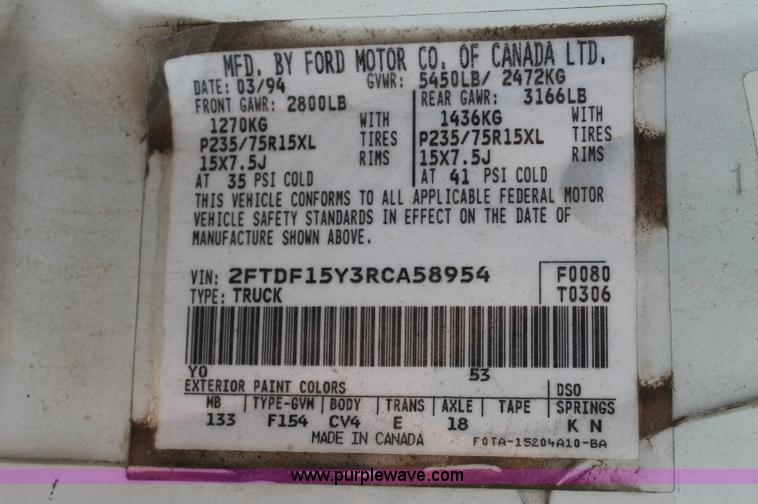 MFD. BY FORD MOTOR CO. OF CANADA LTD.
DATE: 03/94 GVWR: 5450LB/ 2472KG
FRONT GAWR: 2800LB REAR GAWR: 3166LB
1270KG WITH 1436KG WITH
P235/75R15XL TIRES P235/75R15XL TIRES
15X7.5J RIMS 15X7.5J RIMS
AT 35 PSI COLD AT 41 PSI COLD
THIS VEHICLE CONFORMS TO ALL APPLICABLE FEDERAL MOTOR
VEHICLE SAFETY STANDARDS IN EFFECT ON THE DATE OF
MANUFACTURE SHOWN ABOVE.
VIN: 2FTDF15Y3RCA58954 F0080
TYPE: TRUCK T0306
YO 53
EXTERIOR PAINT COLORS DSO
WB TYPE-GVM BODY TRANS AXLE TAPE SPRINGS
133 F154 CV4 E 18 K N
MADE IN CANADA F0TA-15204A10-BA
www.purplewave.com